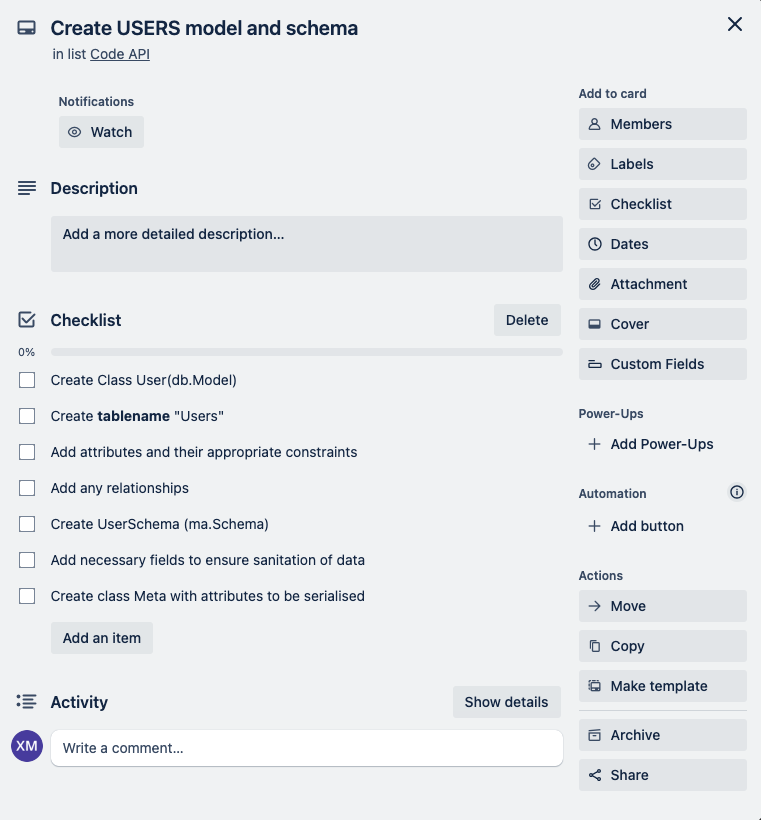 Create USERS model and schema
in list Code API
Notifications
Watch
Description
Add a more detailed description...
Checklist
Delete
0%
Create Class User(db.Model)
Create tablename "Users"
Add attributes and their appropriate constraints
Add any relationships
Create UserSchema (ma.Schema)
Add necessary fields to ensure sanitation of data
Create class Meta with attributes to be serialised
Add an item
Activity
Show details
XM
Write a comment...
Add to card
Members
Labels
Checklist
Dates
Attachment
Cover
Custom Fields
Power-Ups
Add Power-Ups
Automation
Add button
Actions
Move
Copy
Make template
Archive
Share